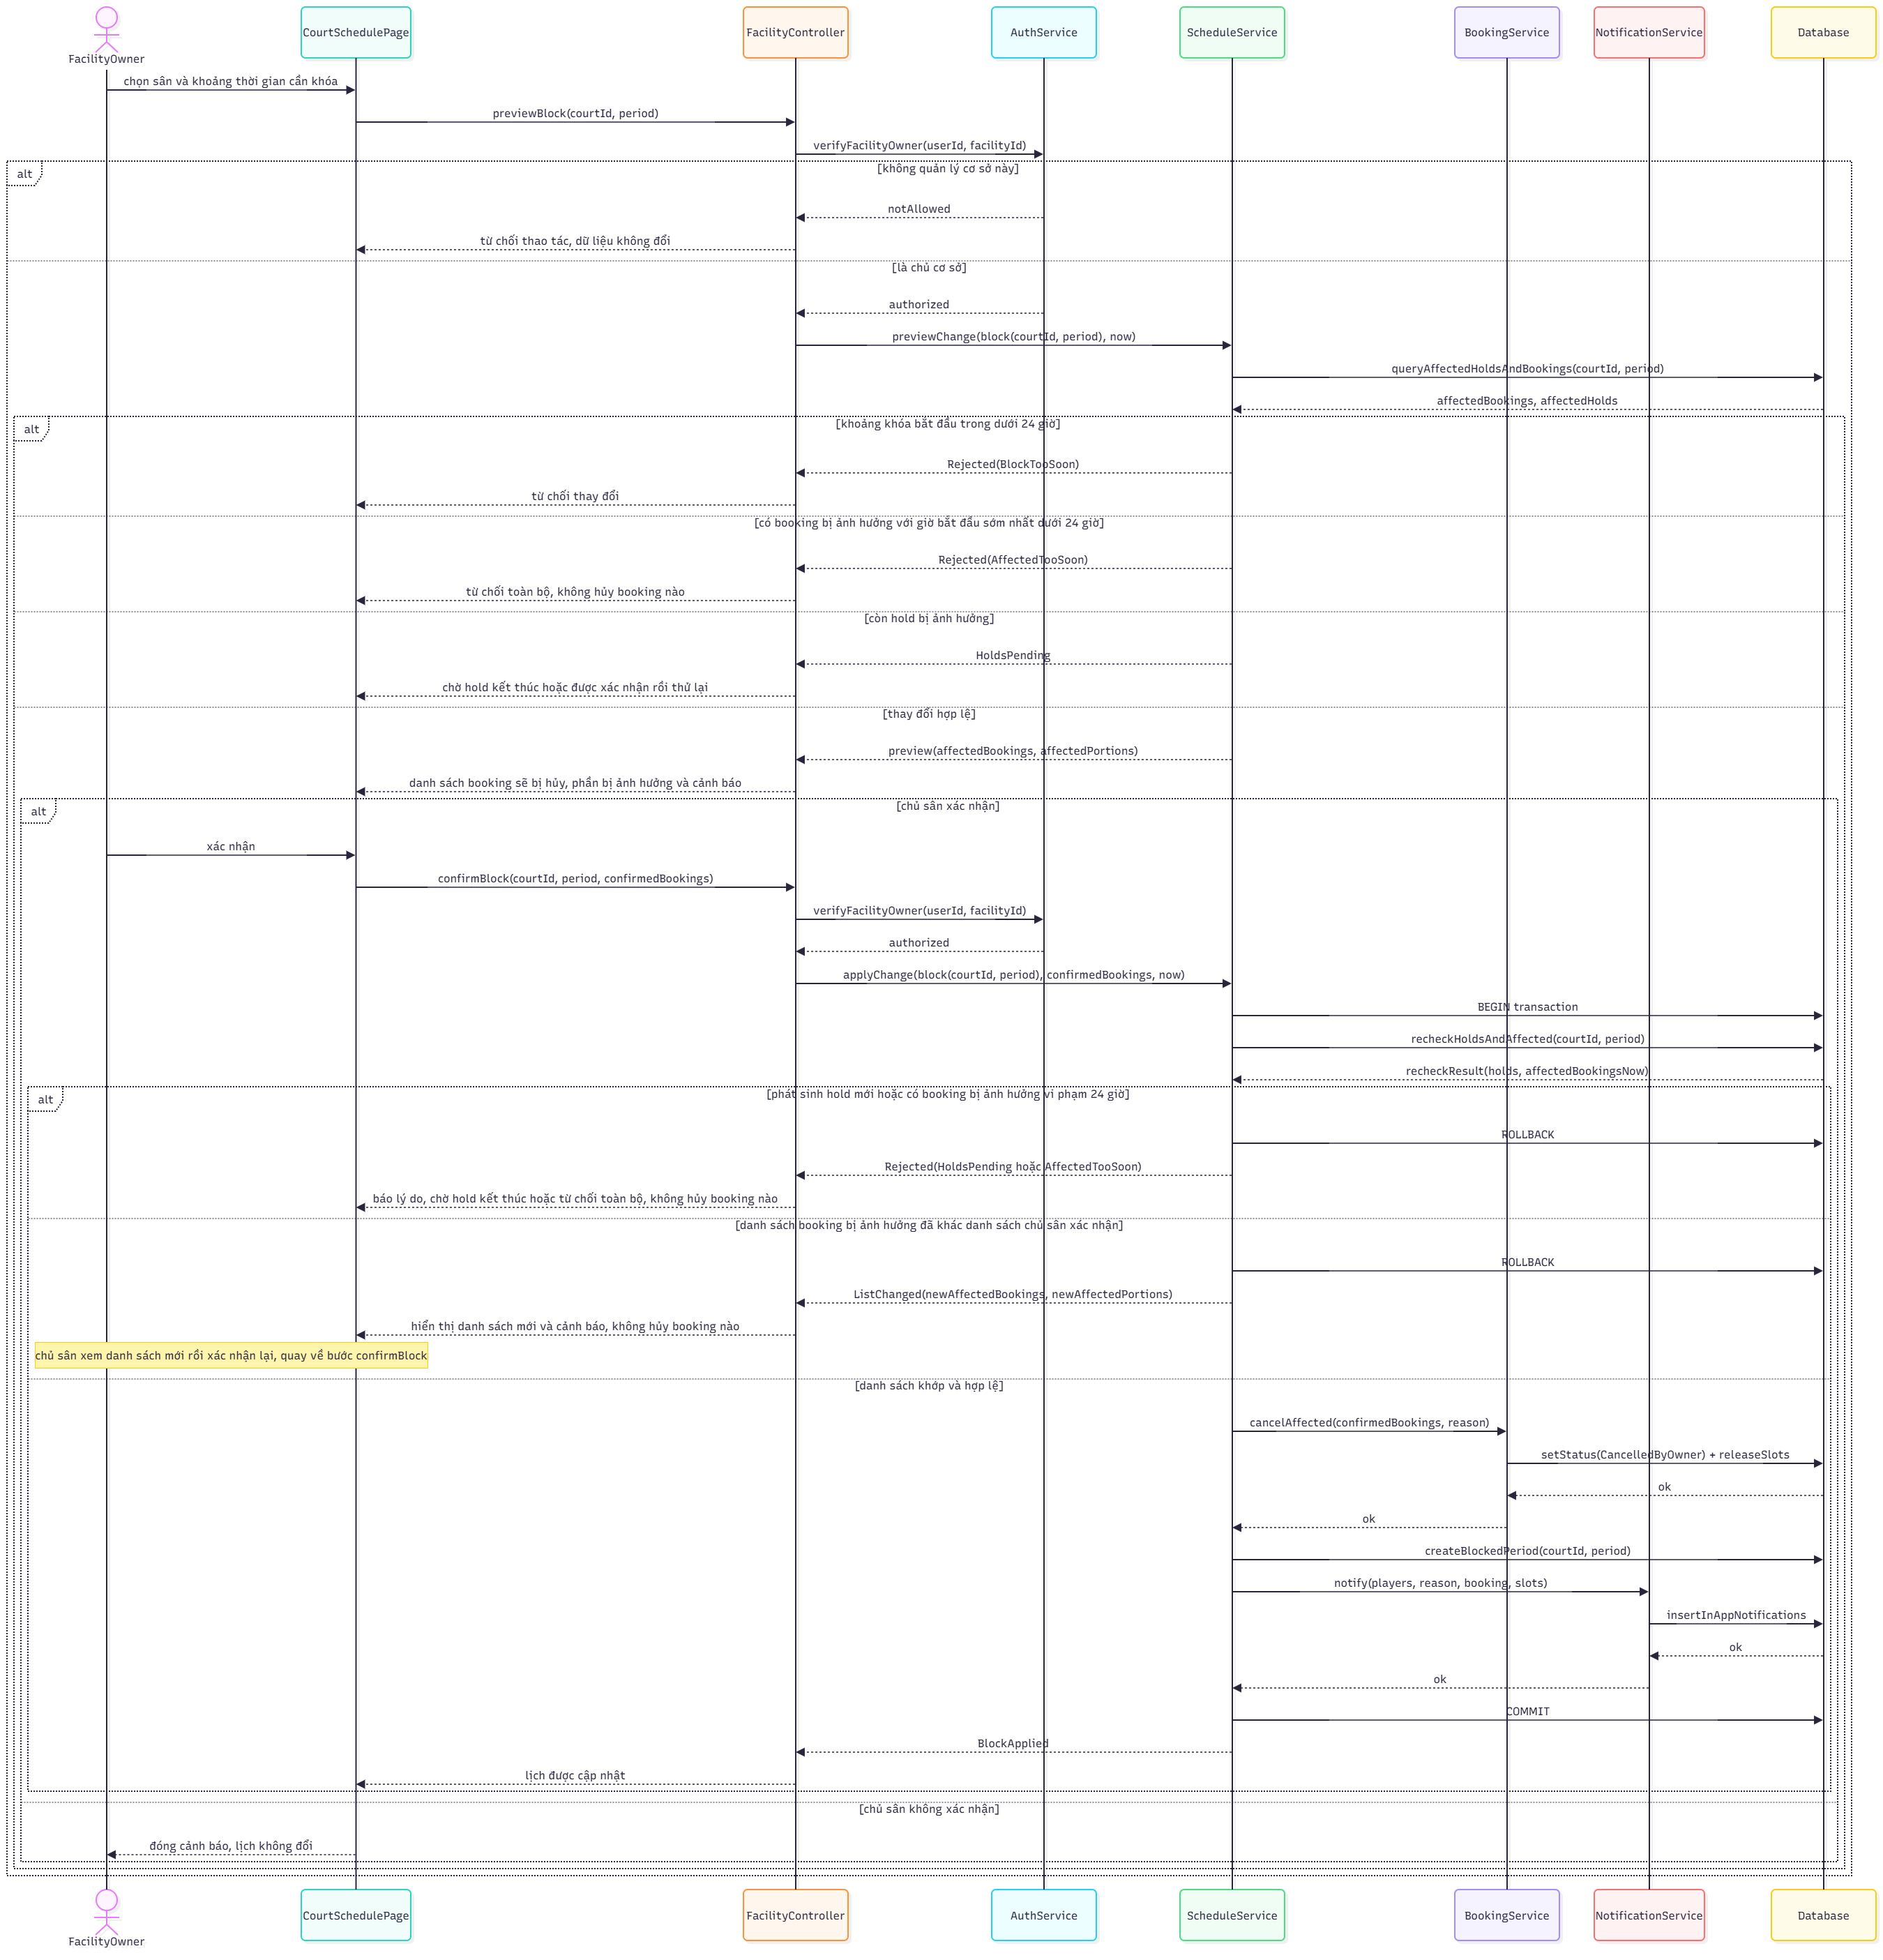 FacilityOwner
CourtSchedulePage
FacilityController
AuthService
ScheduleService
BookingService
NotificationService
Database
chọn sân và khoảng thời gian cần khóa
previewBlock(courtId, period)
verifyFacilityOwner(userId, facilityId)
alt
[không quản lý cơ sở này]
notAllowed
từ chối thao tác, dữ liệu không đổi
[là chủ cơ sở]
authorized
previewChange(block(courtId, period), now)
queryAffectedHoldsAndBookings(courtId, period)
affectedBookings, affectedHolds
alt
[khoảng khóa bắt đầu trong dưới 24 giờ]
Rejected(BlockTooSoon)
từ chối thay đổi
[có booking bị ảnh hưởng với giờ bắt đầu sớm nhất dưới 24 giờ]
Rejected(AffectedTooSoon)
từ chối toàn bộ, không hủy booking nào
[còn hold bị ảnh hưởng]
HoldsPending
chờ hold kết thúc hoặc được xác nhận rồi thử lại
[thay đổi hợp lệ]
preview(affectedBookings, affectedPortions)
danh sách booking sẽ bị hủy, phần bị ảnh hưởng và cảnh báo
alt
[chủ sân xác nhận]
xác nhận
confirmBlock(courtId, period, confirmedBookings)
verifyFacilityOwner(userId, facilityId)
authorized
applyChange(block(courtId, period), confirmedBookings, now)
BEGIN transaction
recheckHoldsAndAffected(courtId, period)
recheckResult(holds, affectedBookingsNow)
alt
[phát sinh hold mới hoặc có booking bị ảnh hưởng vi phạm 24 giờ]
ROLLBACK
Rejected(HoldsPending hoặc AffectedTooSoon)
báo lý do, chờ hold kết thúc hoặc từ chối toàn bộ, không hủy booking nào
[danh sách booking bị ảnh hưởng đã khác danh sách chủ sân xác nhận]
ROLLBACK
ListChanged(newAffectedBookings, newAffectedPortions)
hiển thị danh sách mới và cảnh báo, không hủy booking nào
chủ sân xem danh sách mới rồi xác nhận lại, quay về bước confirmBlock
[danh sách khớp và hợp lệ]
cancelAffected(confirmedBookings, reason)
setStatus(CancelledByOwner) + releaseSlots
ok
ok
createBlockedPeriod(courtId, period)
notify(players, reason, booking, slots)
insertInAppNotifications
ok
ok
COMMIT
BlockApplied
lịch được cập nhật
[chủ sân không xác nhận]
đóng cảnh báo, lịch không đổi
FacilityOwner
CourtSchedulePage
FacilityController
AuthService
ScheduleService
BookingService
NotificationService
Database